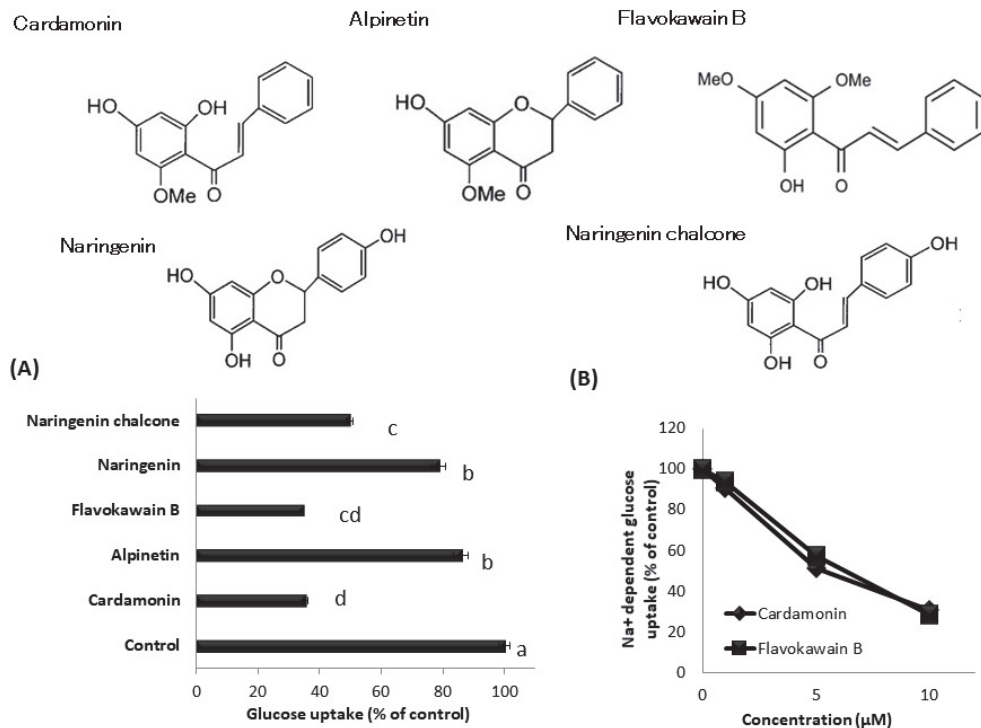 Cardamonin
Alpinetin
Flavokawain B
HO
OH
OMe
O
HO
O
OMe
O
MeO
OMe
OH
O
Naringenin
Naringenin chalcone
OH
HO
O
OH
O
OH
HO
OH
OH
O
(A)
Naringenin chalcone
c
Naringenin
b
Flavokawain B
cd
Alpinetin
b
Cardamonin
d
Control
a
0 20 40 60 80 100
Glucose uptake (% of control)
(B)
Na+ dependent glucose
uptake (% of control)
120
100
80
60
40
20
0
Cardamonin
Flavokawain B
0 5 10
Concentration (µM)